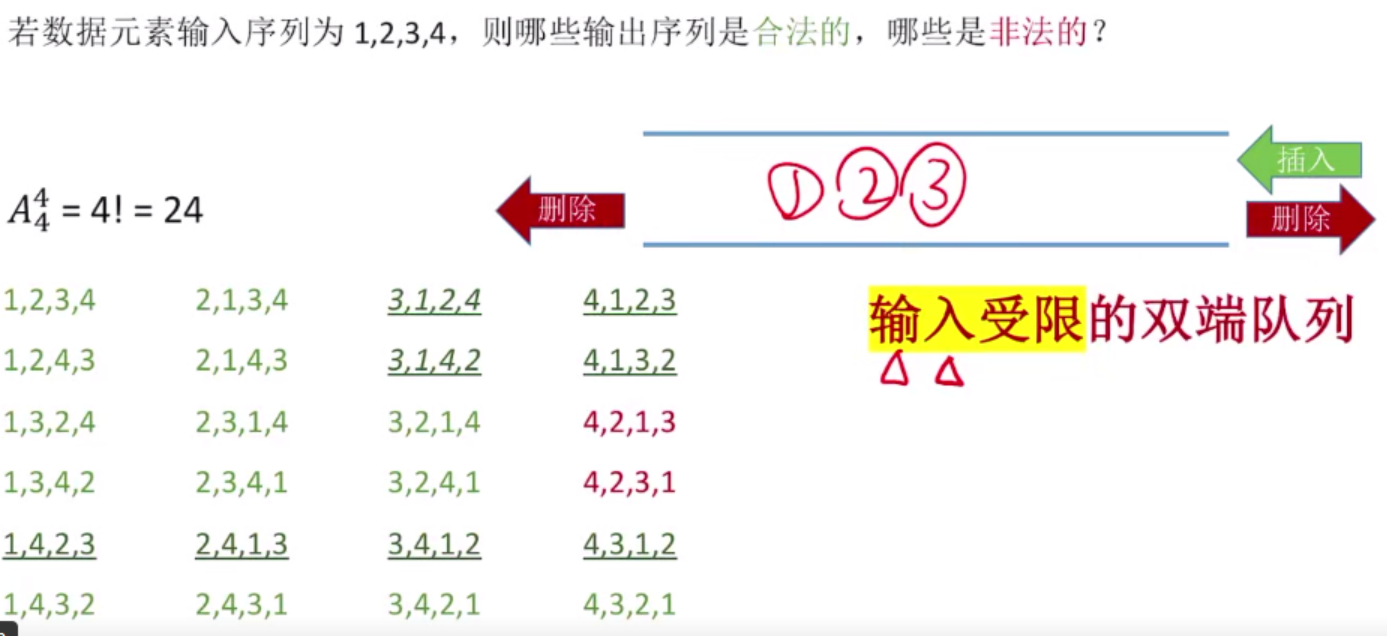 若数据元素输入序列为 1,2,3,4，则哪些输出序列是合法的，哪些是非法的？
插入
1 2 3
删除
删除
A₄⁴ = 4! = 24
1,2,3,4 2,1,3,4 3,1,2,4 4,1,2,3
输入受限的双端队列
1,2,4,3 2,1,4,3 3,1,4,2 4,1,3,2
1,3,2,4 2,3,1,4 3,2,1,4 4,2,1,3
1,3,4,2 2,3,4,1 3,2,4,1 4,2,3,1
1,4,2,3 2,4,1,3 3,4,1,2 4,3,1,2
1,4,3,2 2,4,3,1 3,4,2,1 4,3,2,1